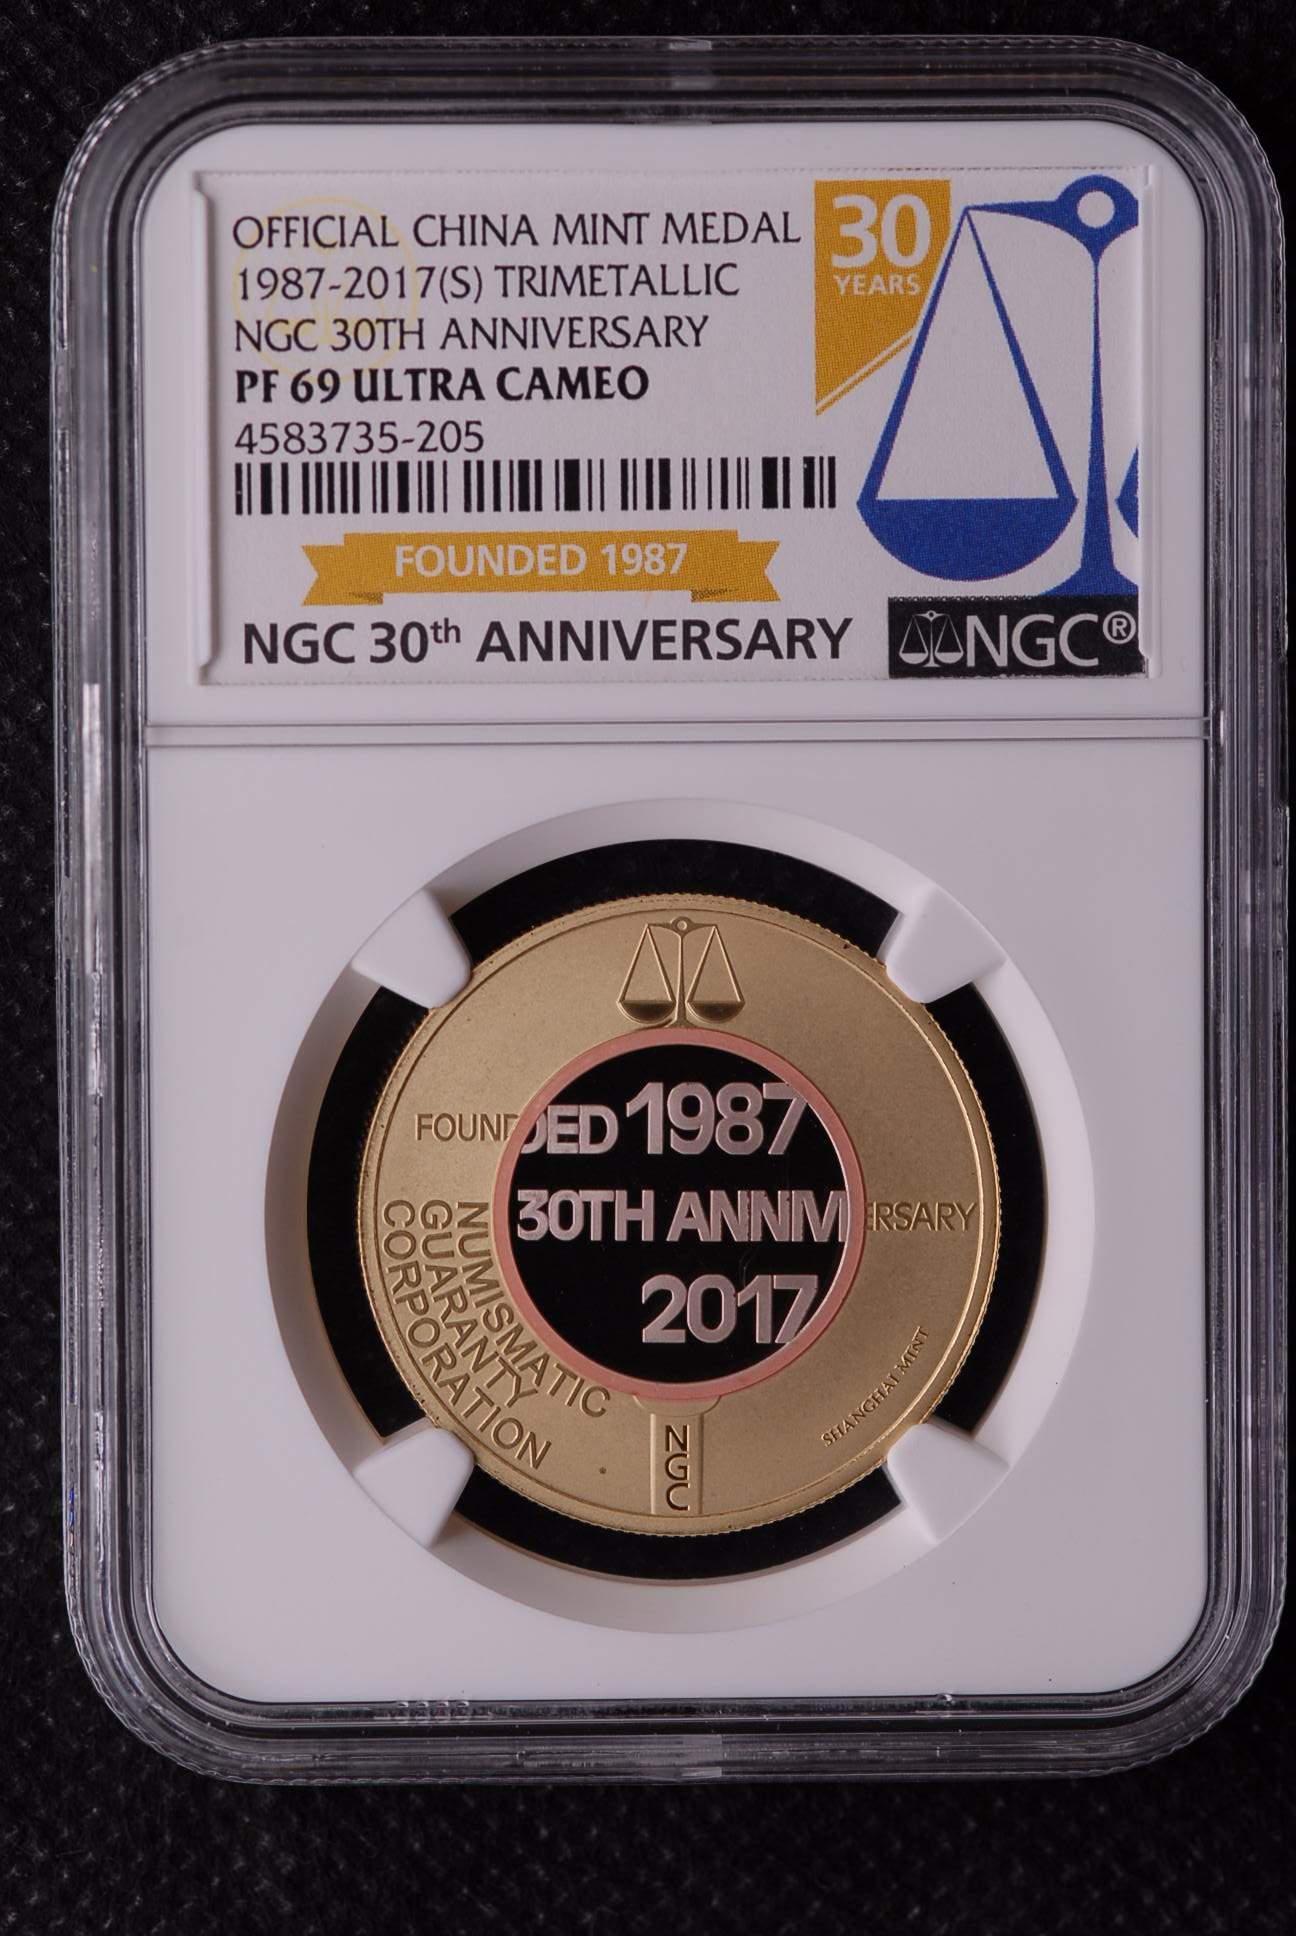 OFFICIAL CHINA MINT MEDAL
1987-2017(S) TRIMETALLIC
NGC 30TH ANNIVERSARY
PF 69 ULTRA CAMEO
4583735-205
30
YEARS
FOUNDED 1987
NGC 30th ANNIVERSARY
NGC®
FOUNDED 1987
30TH ANNIVERSARY
2017
NUMISMATIC
GUARANTY
CORPORATION
NGC
SHANGHAI MINT